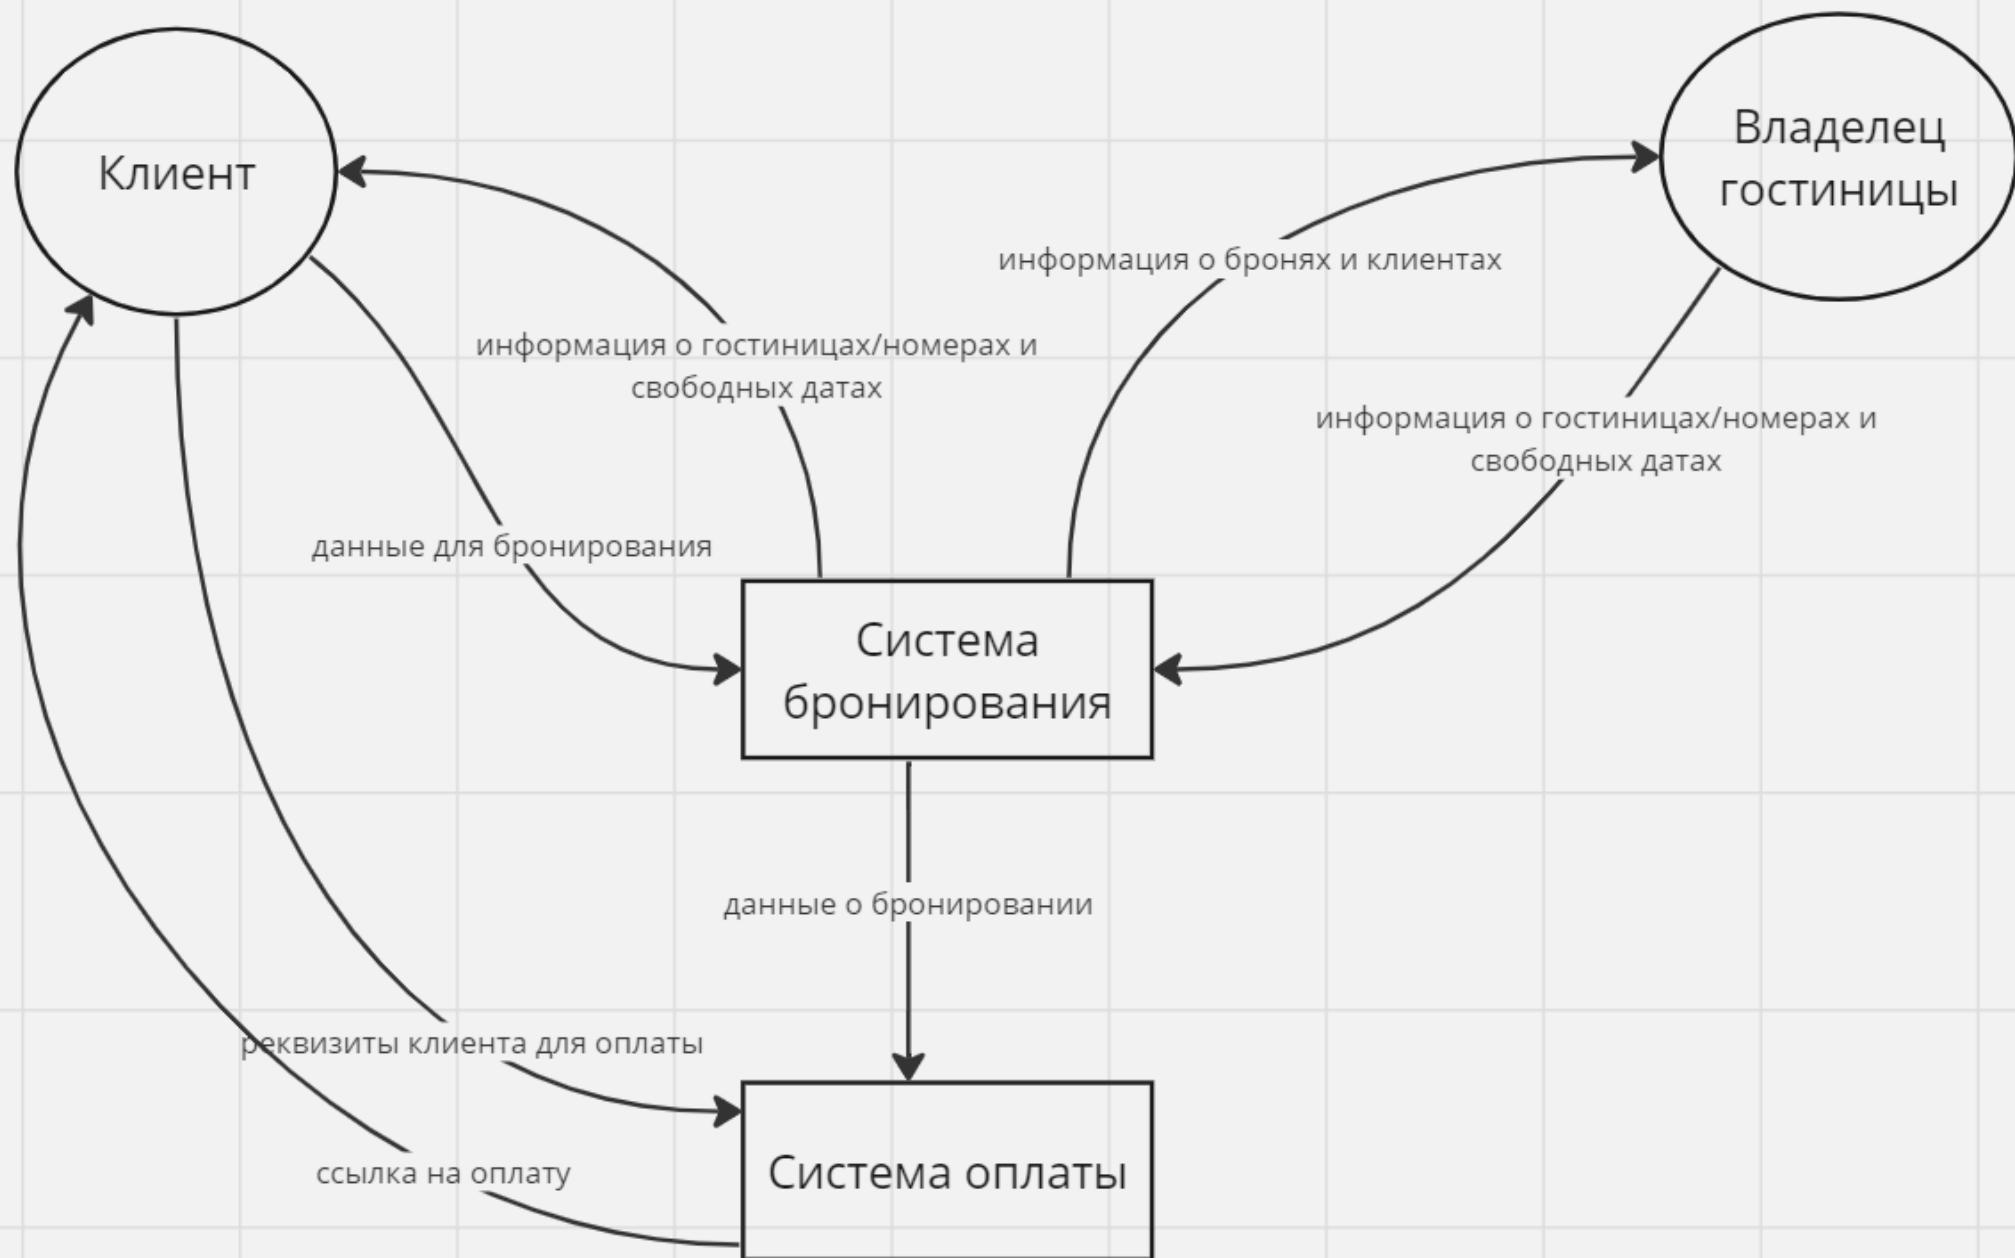 Клиент
Владелец
гостиницы
информация о бронях и клиентах
информация о гостиницах/номерах и
свободных датах
информация о гостиницах/номерах и
свободных датах
данные для бронирования
Система
бронирования
данные о бронировании
реквизиты клиента для оплаты
ссылка на оплату
Система оплаты